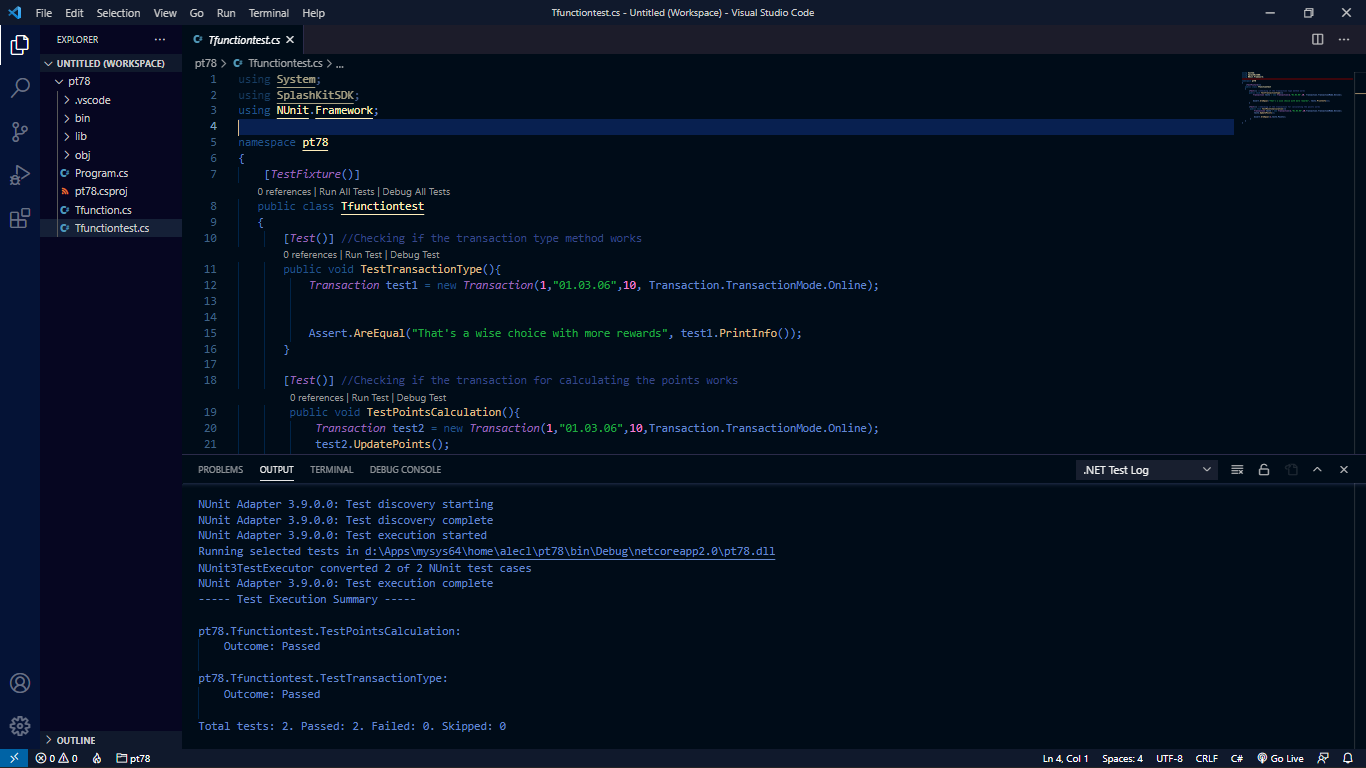 File Edit Selection View Go Run Terminal Help
Tfunctiontest.cs - Untitled (Workspace) - Visual Studio Code
EXPLORER
UNTITLED (WORKSPACE)
pt78
.vscode
bin
lib
obj
Program.cs
pt78.csproj
Tfunction.cs
Tfunctiontest.cs
OUTLINE
Tfunctiontest.cs
pt78 > Tfunctiontest.cs > ...
1 using System;
2 using SplashKitSDK;
3 using NUnit.Framework;
4
5 namespace pt78
6 {
7 [TestFixture()]
0 references | Run All Tests | Debug All Tests
8 public class Tfunctiontest
9 {
10 [Test()] //Checking if the transaction type method works
0 references | Run Test | Debug Test
11 public void TestTransactionType(){
12 Transaction test1 = new Transaction(1,"01.03.06",10, Transaction.TransactionMode.Online);
13
14
15 Assert.AreEqual("That's a wise choice with more rewards", test1.PrintInfo());
16 }
17
18 [Test()] //Checking if the transaction for calculating the points works
0 references | Run Test | Debug Test
19 public void TestPointsCalculation(){
20 Transaction test2 = new Transaction(1,"01.03.06",10,Transaction.TransactionMode.Online);
21 test2.UpdatePoints();
PROBLEMS OUTPUT TERMINAL DEBUG CONSOLE
.NET Test Log
NUnit Adapter 3.9.0.0: Test discovery starting
NUnit Adapter 3.9.0.0: Test discovery complete
NUnit Adapter 3.9.0.0: Test execution started
Running selected tests in d:\Apps\mysys64\home\alecl\pt78\bin\Debug\netcoreapp2.0\pt78.dll
NUnit3TestExecutor converted 2 of 2 NUnit test cases
NUnit Adapter 3.9.0.0: Test execution complete
----- Test Execution Summary -----
pt78.Tfunctiontest.TestPointsCalculation:
Outcome: Passed
pt78.Tfunctiontest.TestTransactionType:
Outcome: Passed
Total tests: 2. Passed: 2. Failed: 0. Skipped: 0
0 0 pt78
Ln 4, Col 1 Spaces: 4 UTF-8 CRLF C# Go Live